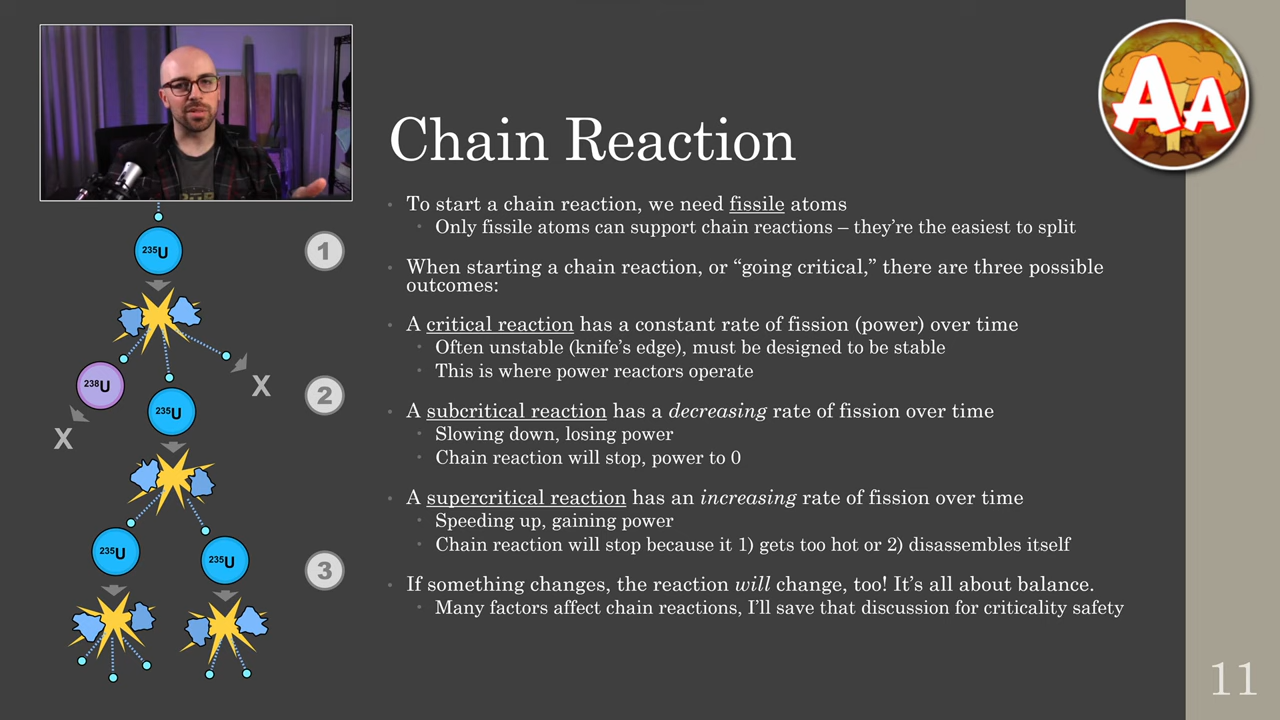 AA
Chain Reaction
• To start a chain reaction, we need fissile atoms
• Only fissile atoms can support chain reactions – they’re the easiest to split
• When starting a chain reaction, or “going critical,” there are three possible
outcomes:
• A critical reaction has a constant rate of fission (power) over time
• Often unstable (knife’s edge), must be designed to be stable
• This is where power reactors operate
• A subcritical reaction has a decreasing rate of fission over time
• Slowing down, losing power
• Chain reaction will stop, power to 0
• A supercritical reaction has an increasing rate of fission over time
• Speeding up, gaining power
• Chain reaction will stop because it 1) gets too hot or 2) disassembles itself
• If something changes, the reaction will change, too! It’s all about balance.
• Many factors affect chain reactions, I’ll save that discussion for criticality safety
235U
1
238U
X
235U
2
X
235U
235U
3
11